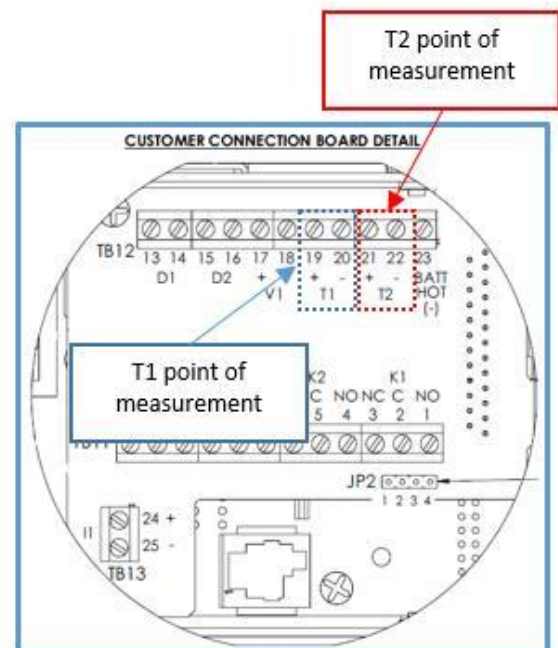 T2 point of
measurement
CUSTOMER CONNECTION BOARD DETAIL
TB12
13 14 15 16 17 18 19 20 21 22 23
D1 D2 + + - + - BATT
V1 T1 T2 HOT
(-)
T1 point of
measurement
K2 K1
C NO NC C NO
5 4 3 2 1
JP2
1 2 3 4
I1
24 +
25 -
TB13